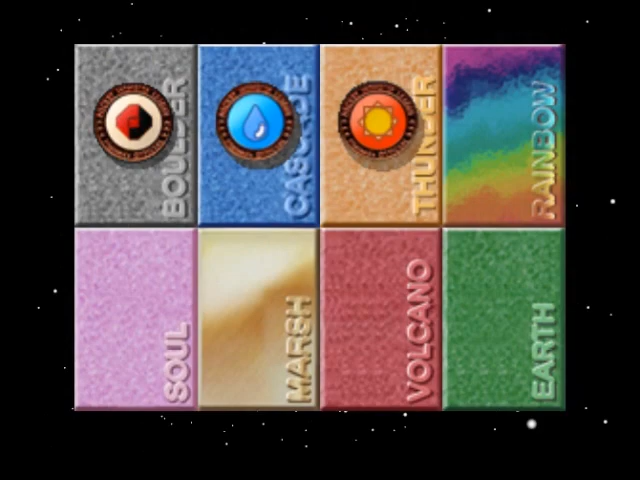 BOULDER
CASCADE
THUNDER
RAINBOW
SOUL
MARSH
VOLCANO
EARTH